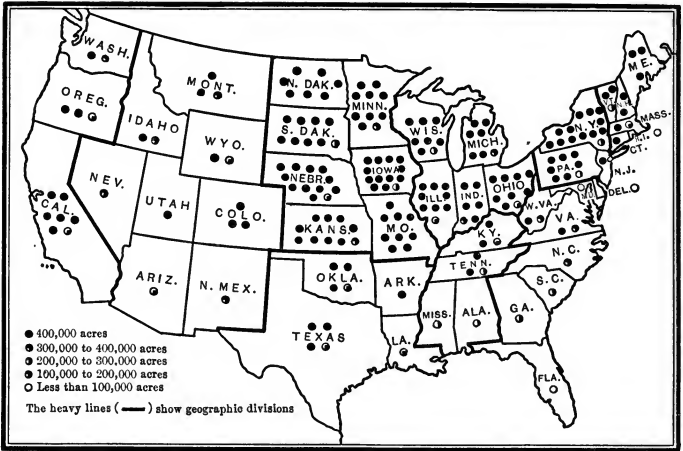 WASH.
MONT.
N. DAK.
MINN.
ME.
OREG.
IDAHO
S. DAK.
WIS.
MICH.
N.Y.
VT.
N.H.
MASS.
R.I.
CT.
WYO.
NEBR.
IOWA
PA.
N.J.
NEV.
UTAH
COLO.
ILL.
IND.
OHIO
W.VA.
MD.
DEL.
CAL.
KANS.
MO.
KY.
VA.
ARIZ.
N. MEX.
OKLA.
ARK.
TENN.
N.C.
S.C.
TEXAS
LA.
MISS.
ALA.
GA.
FLA.
400,000 acres
300,000 to 400,000 acres
200,000 to 300,000 acres
100,000 to 200,000 acres
Less than 100,000 acres
The heavy lines ( ) show geographic divisions